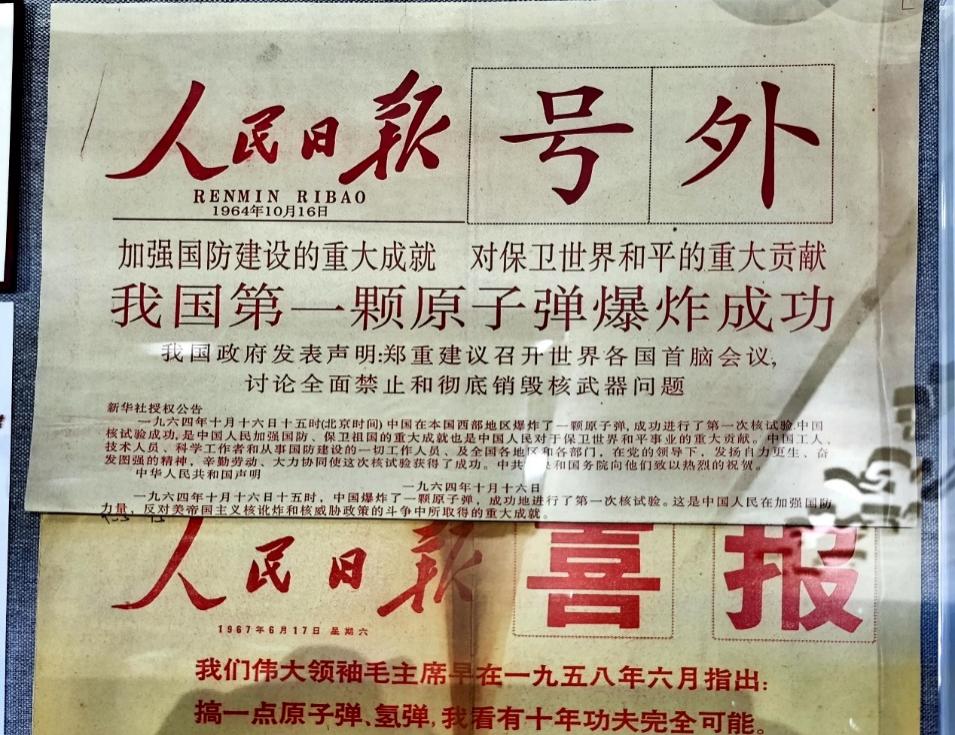 人民日报
号外
RENMIN RIBAO
1964年10月16日
加强国防建设的重大成就 对保卫世界和平的重大贡献
我国第一颗原子弹爆炸成功
我国政府发表声明:郑重建议召开世界各国首脑会议,
讨论全面禁止和彻底销毁核武器问题
新华社授权公告
一九六四年十月十六日十五时(北京时间)中国在本国西部地区爆炸了一颗原子弹,成功进行了第一次核试验.中国
核试验成功,是中国人民加强国防、保卫祖国的重大成就也是中国人民对于保卫世界和平事业的重大贡献。中国工人、
技术人员、科学工作者和从事国防建设的一切工作人员、及全国各地区和各部门,在党的领导下,发扬自力更生、奋
发图强的精神,辛勤劳动、大力协同使这次核试验获得了成功。中共中央和国务院向他们致以热烈的祝贺。
中华人民共和国声明
一九六四年十月十六日
一九六四年十月十六日十五时,中国爆炸了一颗原子弹,成功地进行了第一次核试验。这是中国人民在加强国防
力量,反对美帝国主义核讹炸和核威胁政策的斗争中所取得的重大成就。
人民日报
喜报
1967年6月17日 星期六
我们伟大领袖毛主席早在一九五八年六月指出:
搞一点原子弹、氢弹,我看有十年功夫完全可能。